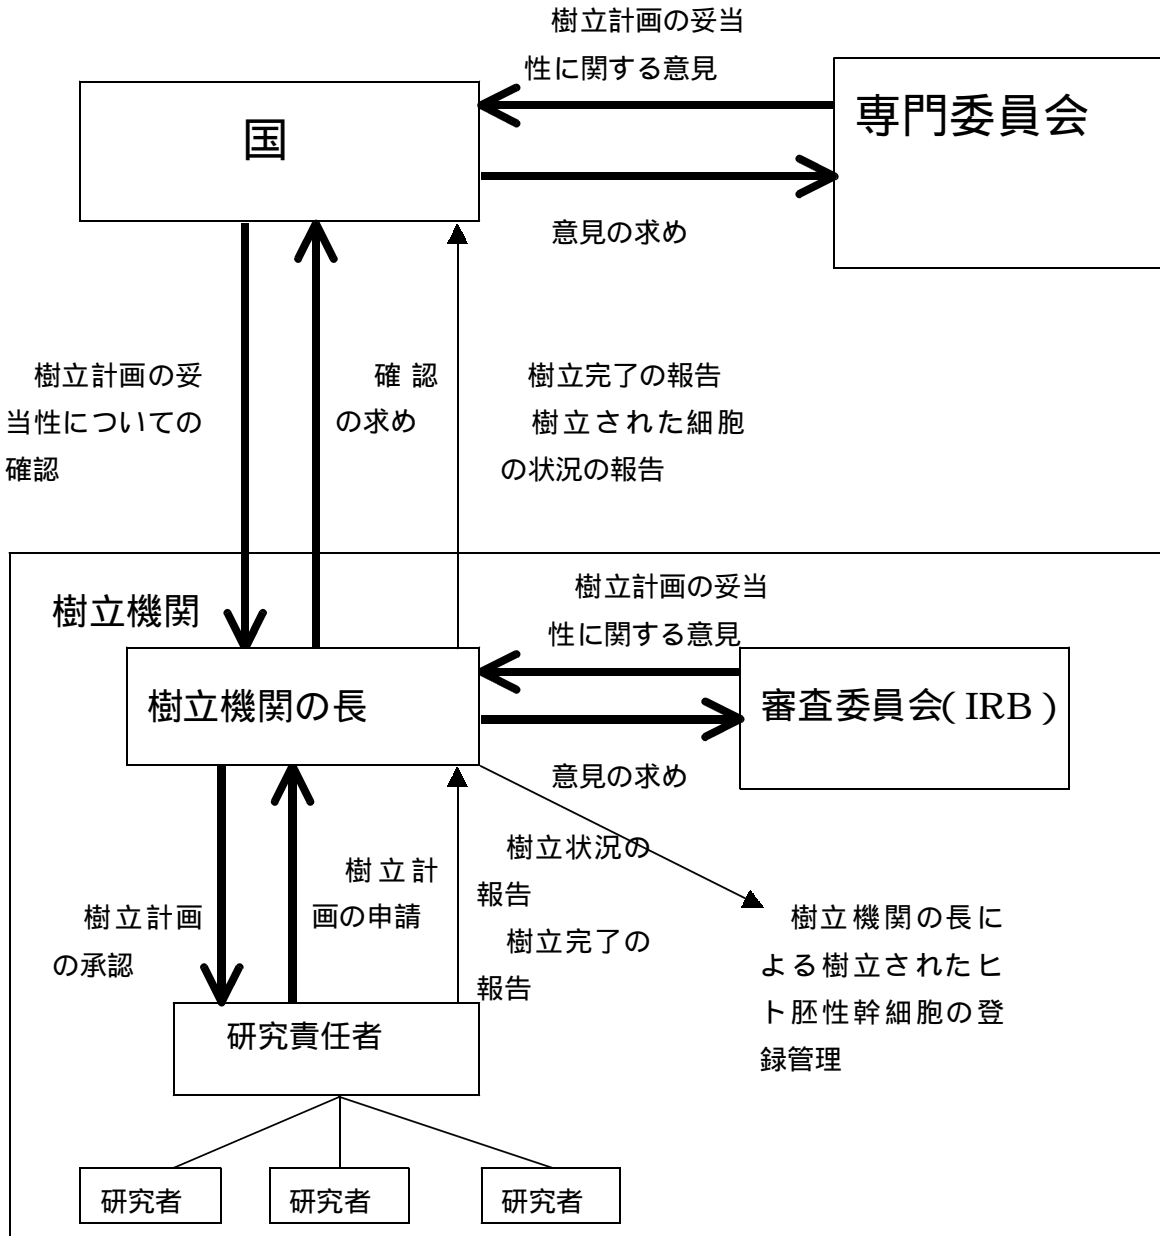 樹立計画の妥当
性に関する意見
国
専門委員会
意見の求め
樹立計画の妥
当性についての
確認
確認
の求め
樹立完了の報告
樹立された細胞
の状況の報告
樹立機関
樹立計画の妥当
性に関する意見
樹立機関の長
審査委員会(IRB)
意見の求め
樹立計画
の承認
樹立計
画の申請
樹立状況の
報告
樹立完了の
報告
樹立機関の長に
よる樹立されたヒ
ト胚性幹細胞の登
録管理
研究責任者
研究者
研究者
研究者